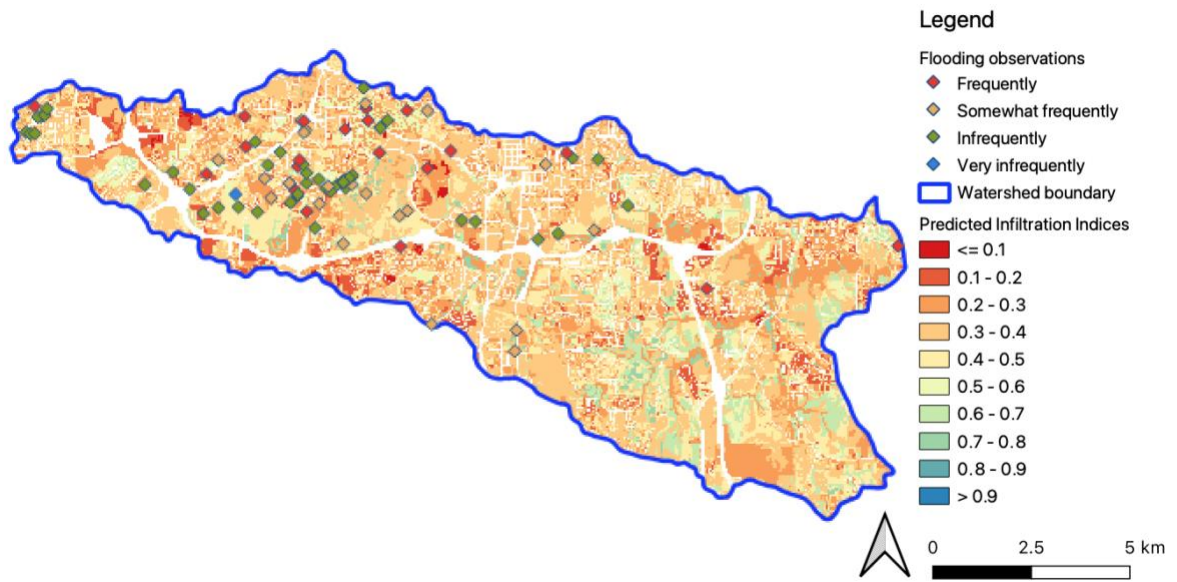 Legend
Flooding observations
Frequently
Somewhat frequently
Infrequently
Very infrequently
Watershed boundary
Predicted Infiltration Indices
<= 0.1
0.1 - 0.2
0.2 - 0.3
0.3 - 0.4
0.4 - 0.5
0.5 - 0.6
0.6 - 0.7
0.7 - 0.8
0.8 - 0.9
> 0.9
0 2.5 5 km